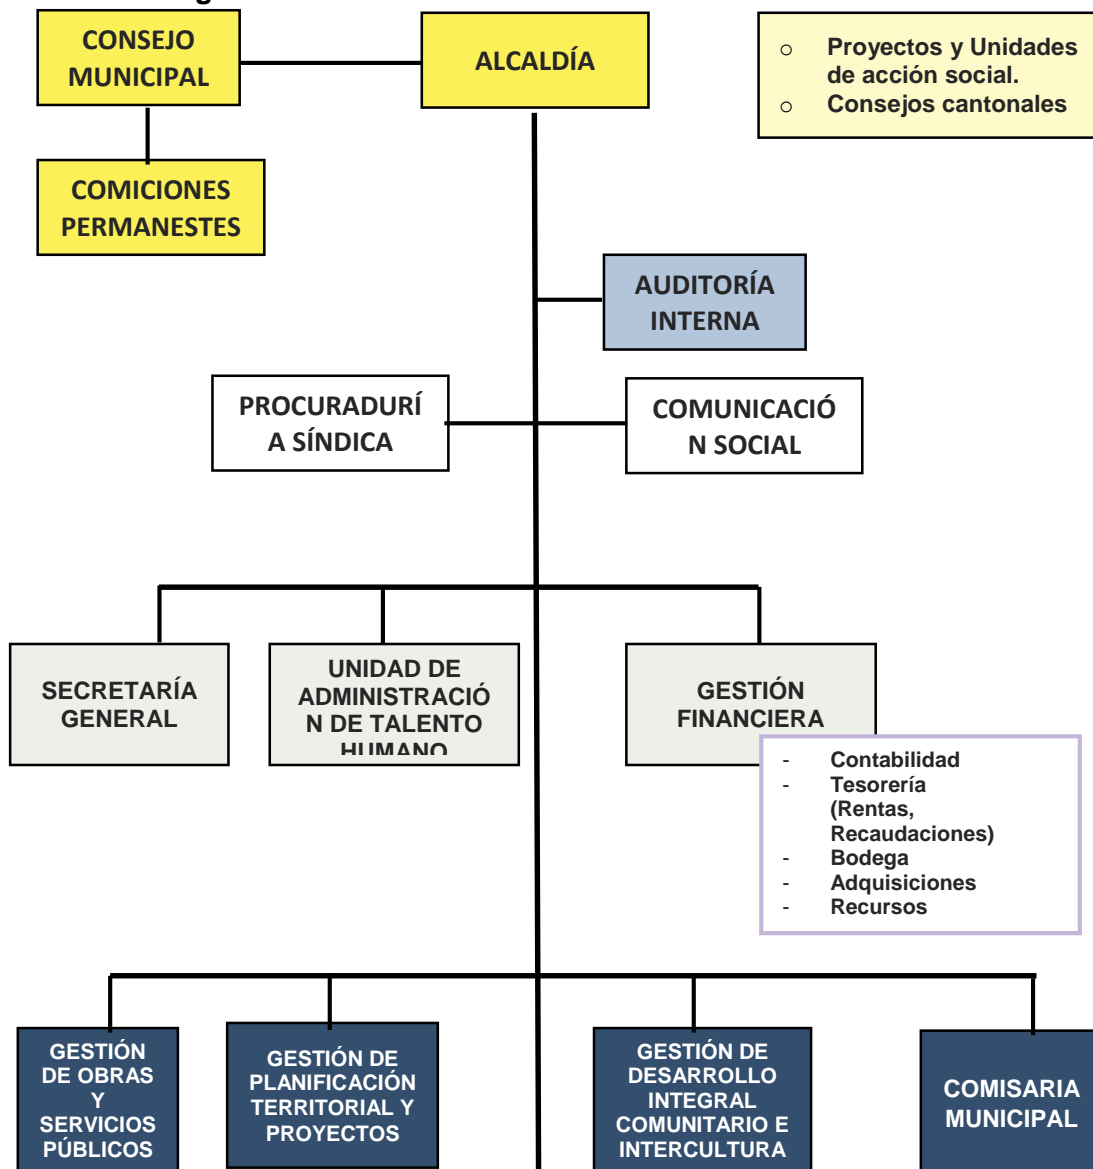 CONSEJO
MUNICIPAL
ALCALDÍA
o Proyectos y Unidades
de acción social.
o Consejos cantonales
COMICIONES
PERMANESTES
AUDITORÍA
INTERNA
PROCURADURÍ
A SÍNDICA
COMUNICACIÓ
N SOCIAL
SECRETARÍA
GENERAL
UNIDAD DE
ADMINISTRACIÓ
N DE TALENTO
HUMANO
GESTIÓN
FINANCIERA
- Contabilidad
- Tesorería
(Rentas,
Recaudaciones)
- Bodega
- Adquisiciones
- Recursos
GESTIÓN
DE OBRAS
Y
SERVICIOS
PÚBLICOS
GESTIÓN DE
PLANIFICACIÓN
TERRITORIAL Y
PROYECTOS
GESTIÓN DE
DESARROLLO
INTEGRAL
COMUNITARIO E
INTERCULTURA
COMISARIA
MUNICIPAL